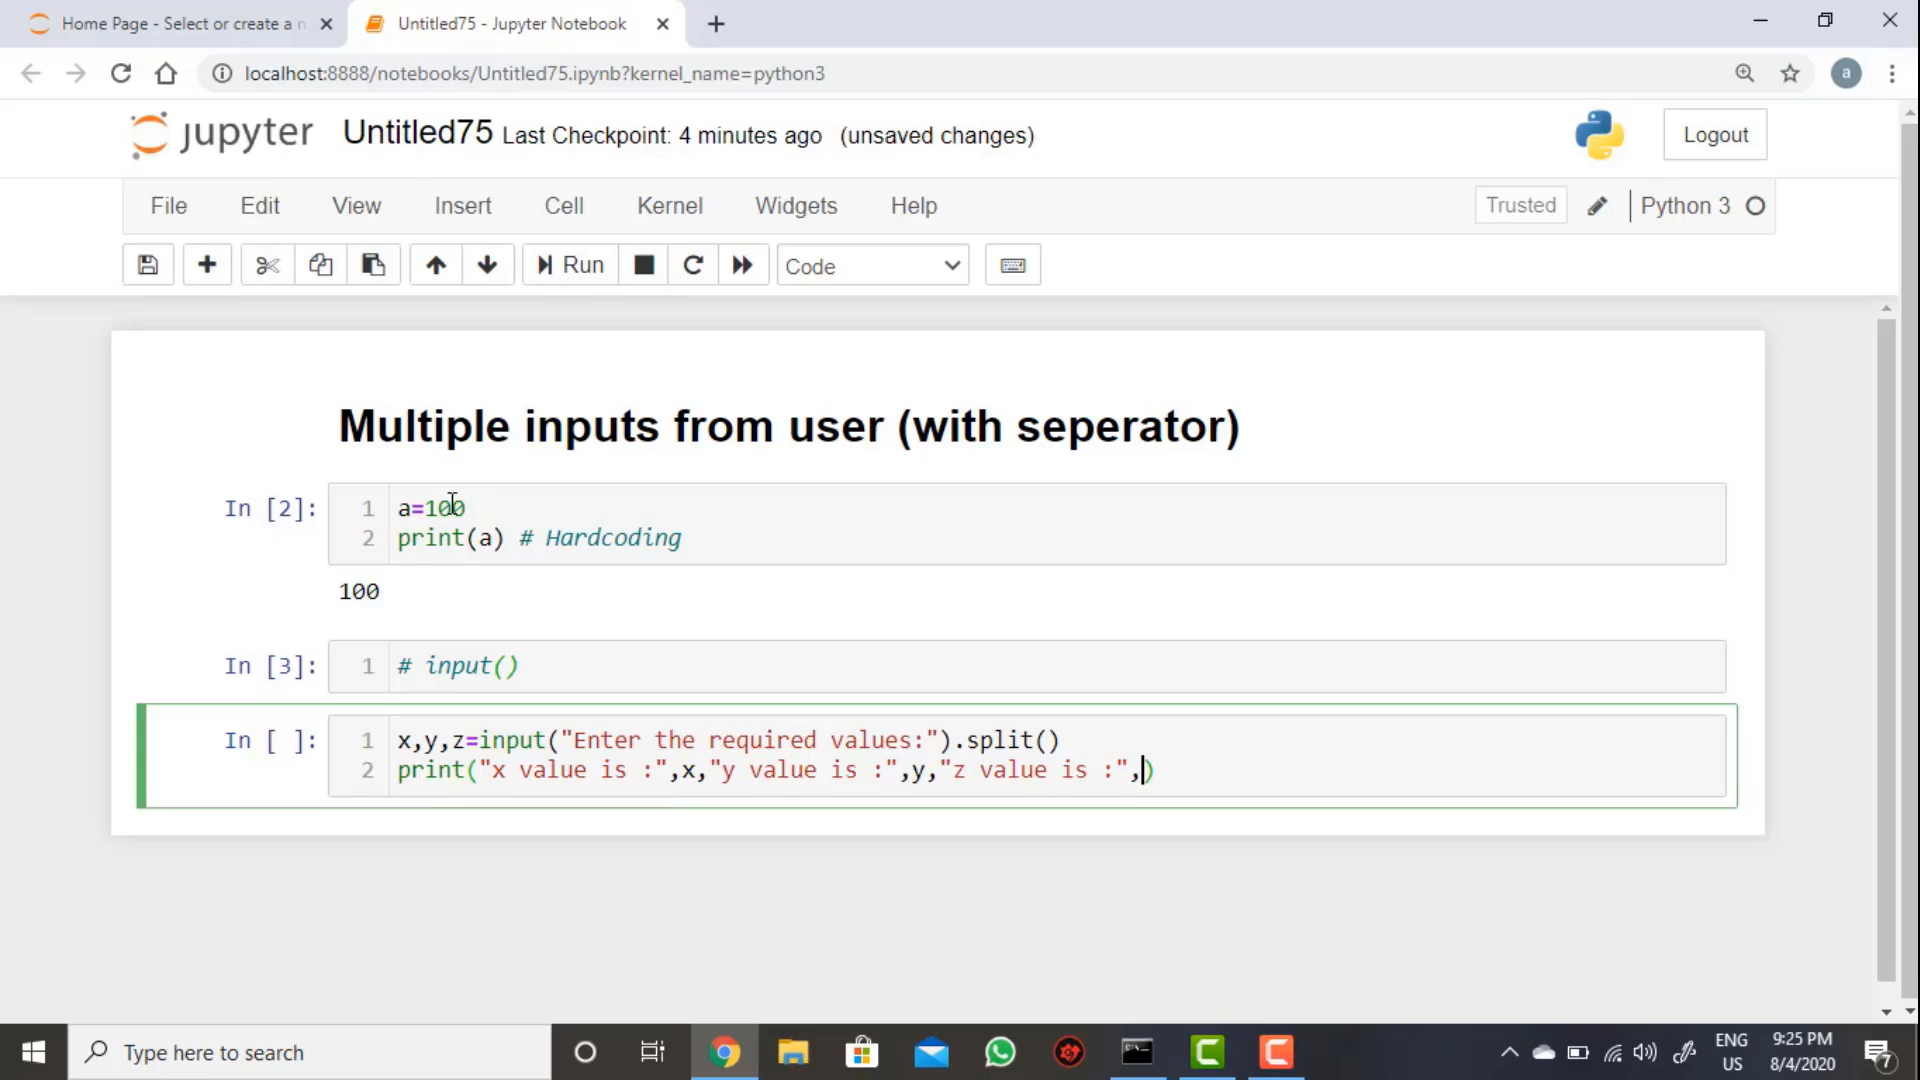 Home Page - Select or create a n
Untitled75 - Jupyter Notebook
localhost:8888/notebooks/Untitled75.ipynb?kernel_name=python3
a
jupyter Untitled75 Last Checkpoint: 4 minutes ago (unsaved changes)
Logout
File Edit View Insert Cell Kernel Widgets Help
Trusted Python 3
Run Code
Multiple inputs from user (with seperator)
In [2]: 1 a=100
2 print(a) # Hardcoding
100
In [3]: 1 # input()
In [ ]: 1 x,y,z=input("Enter the required values:").split()
2 print("x value is :",x,"y value is :",y,"z value is :",)
Type here to search
ENG
US
9:25 PM
8/4/2020
7